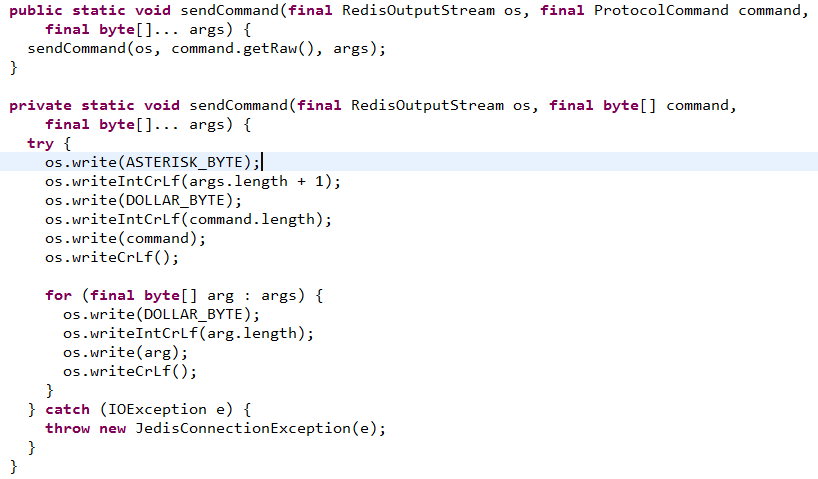 public static void sendCommand(final RedisOutputStream os, final ProtocolCommand command,
    final byte[]... args) {
  sendCommand(os, command.getRaw(), args);
}

private static void sendCommand(final RedisOutputStream os, final byte[] command,
    final byte[]... args) {
  try {
    os.write(ASTERISK_BYTE);
    os.writeIntCrLf(args.length + 1);
    os.write(DOLLAR_BYTE);
    os.writeIntCrLf(command.length);
    os.write(command);
    os.writeCrLf();

    for (final byte[] arg : args) {
      os.write(DOLLAR_BYTE);
      os.writeIntCrLf(arg.length);
      os.write(arg);
      os.writeCrLf();
    }
  } catch (IOException e) {
    throw new JedisConnectionException(e);
  }
}